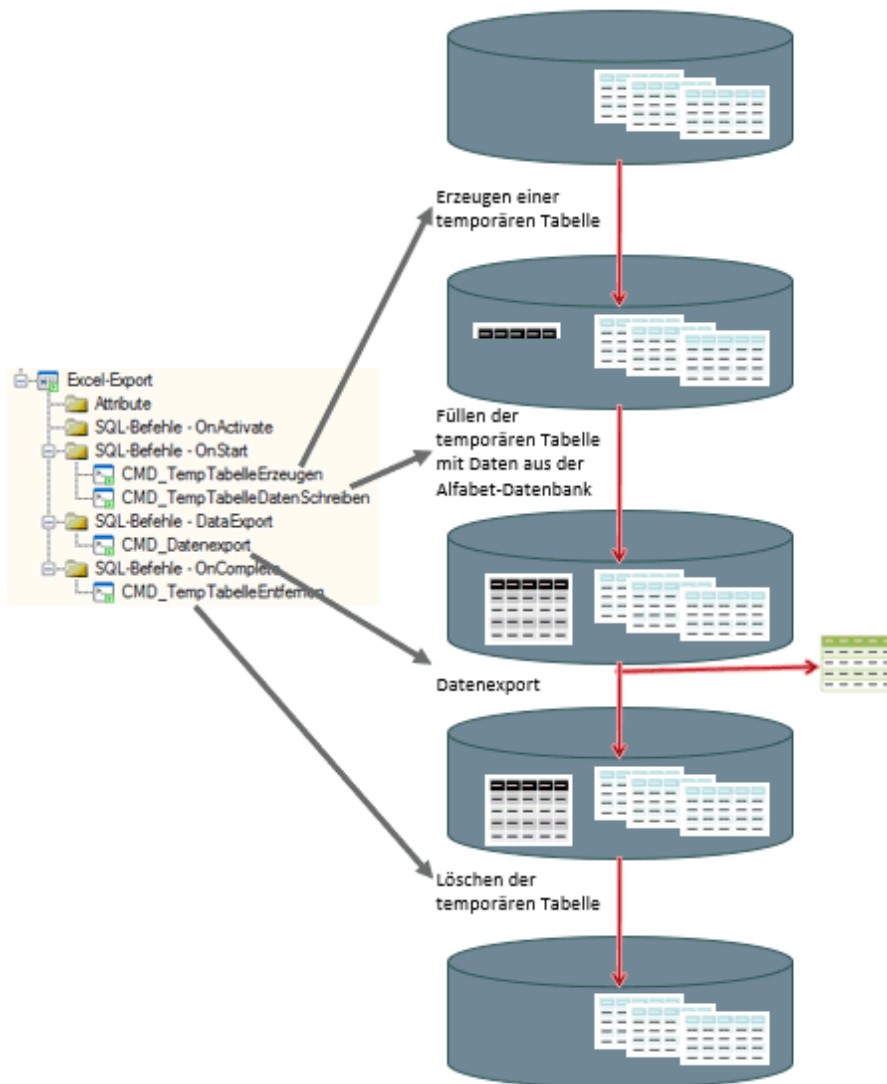 Erzeugen einer
temporären Tabelle
Excel-Export
Attribute
SQL-Befehle - OnActivate
SQL-Befehle - OnStart
CMD_TempTabelleErzeugen
CMD_TempTabelleDatenSchreiben
SQL-Befehle - DataExport
CMD_Datenexport
SQL-Befehle - OnComplete
CMD_TempTabelleEntfernen
Füllen der
temporären Tabelle
mit Daten aus der
Alfabet-Datenbank
Datenexport
Löschen der
temporären Tabelle